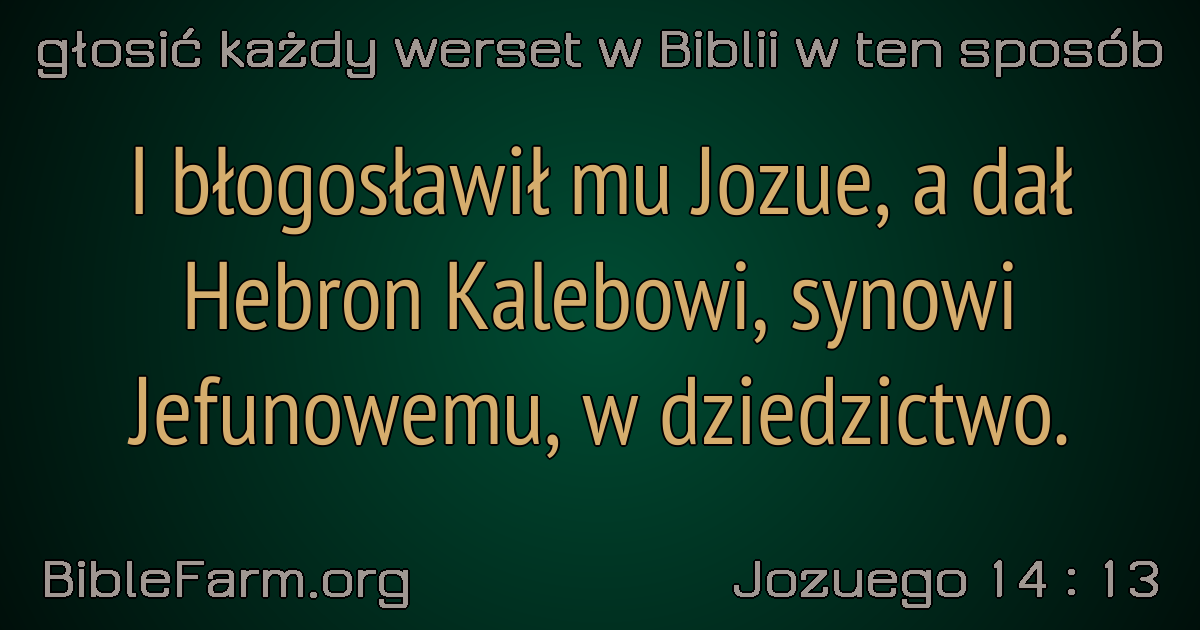 głosić każdy werset w Biblii w ten sposób
I błogosławił mu Jozue, a dał
Hebron Kalebowi, synowi
Jefunowemu, w dziedzictwo.
BibleFarm.org
Jozuego 14 : 13